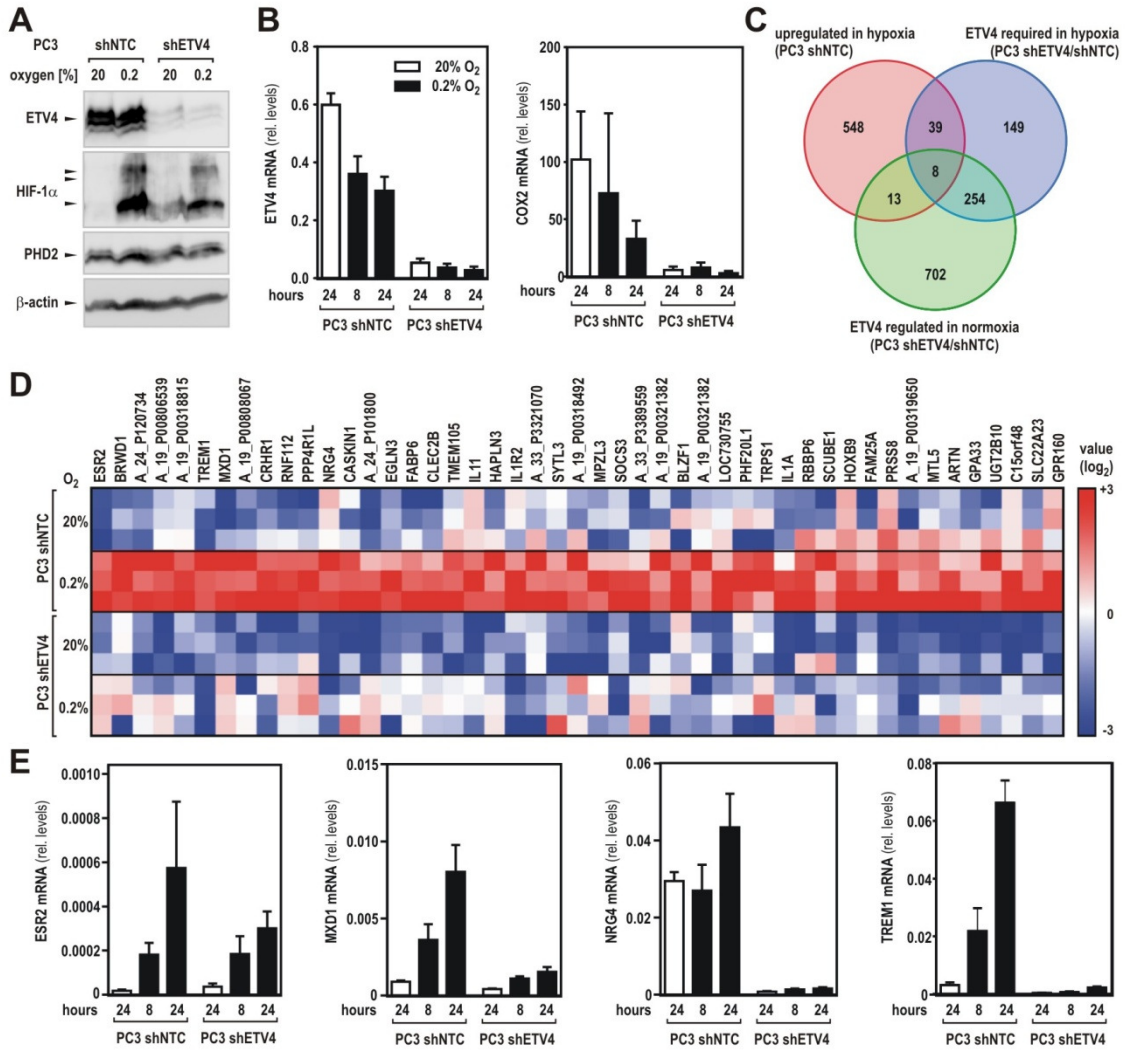 A
PC3 shNTC shETV4
oxygen [%] 20 0.2 20 0.2
ETV4
HIF-1α
PHD2
β-actin
B
ETV4 mRNA (rel. levels)
0.8
0.6
0.4
0.2
0.0
20% O2
0.2% O2
hours 24 8 24 24 8 24
PC3 shNTC PC3 shETV4
COX2 mRNA (rel. levels)
200
150
100
50
0
24 8 24 24 8 24
PC3 shNTC PC3 shETV4
C
upregulated in hypoxia
(PC3 shNTC)
ETV4 required in hypoxia
(PC3 shETV4/shNTC)
548 39 149
8
13 254
702
ETV4 regulated in normoxia
(PC3 shETV4/shNTC)
D
O2
ESR2
BRWD1
A_24_P120734
A_19_P00806539
A_19_P00318815
TREM1
MXD1
A_19_P00808067
CRHR1
RNF12
PPP4R1L
NRG4
CASKIN1
A_24_P101800
EGLN3
FABP6
CLEC2B
TMEM105
IL11
HAPLN3
IL1R2
A_33_P3321070
SYTL3
A_19_P00318492
MPZL3
SOCS3
A_33_P3389559
A_19_P00321382
BLZF1
A_19_P00321382
LOC730755
PHF20L1
TRPS1
IL1A
RBBP6
SCUBE1
HOXB9
FAM25A
PRSS8
A_19_P00319650
MTL5
ARTN
GPA33
UGT2B10
C15orf48
SLC22A23
GPR160
value
(log2)
+3
0
-3
PC3 shNTC
20%
0.2%
PC3 shETV4
20%
0.2%
E
ESR2 mRNA (rel. levels)
0.0010
0.0008
0.0006
0.0004
0.0002
0
hours 24 8 24 24 8 24
PC3 shNTC PC3 shETV4
MXD1 mRNA (rel. levels)
0.015
0.010
0.005
0
24 8 24 24 8 24
PC3 shNTC PC3 shETV4
NRG4 mRNA (rel. levels)
0.06
0.04
0.02
0
24 8 24 24 8 24
PC3 shNTC PC3 shETV4
TREM1 mRNA (rel. levels)
0.08
0.06
0.04
0.02
0
hours 24 8 24 24 8 24
PC3 shNTC PC3 shETV4